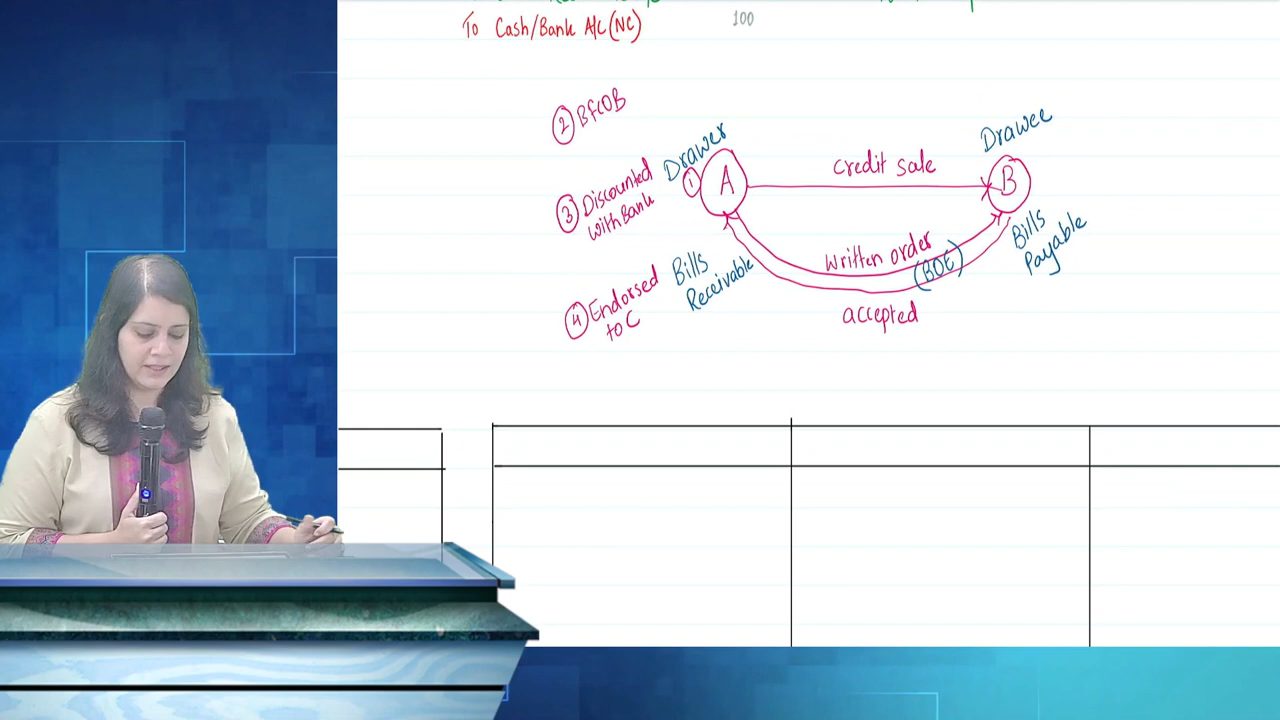 To Cash/Bank A/C (NC)
100
② BfCOB
Drawer
Drawee
① A
credit sale
B
③ Discounted
with Bank
Written order
(BOE)
Bills
Payable
Bills
Receivable
④ Endorsed
to C
accepted